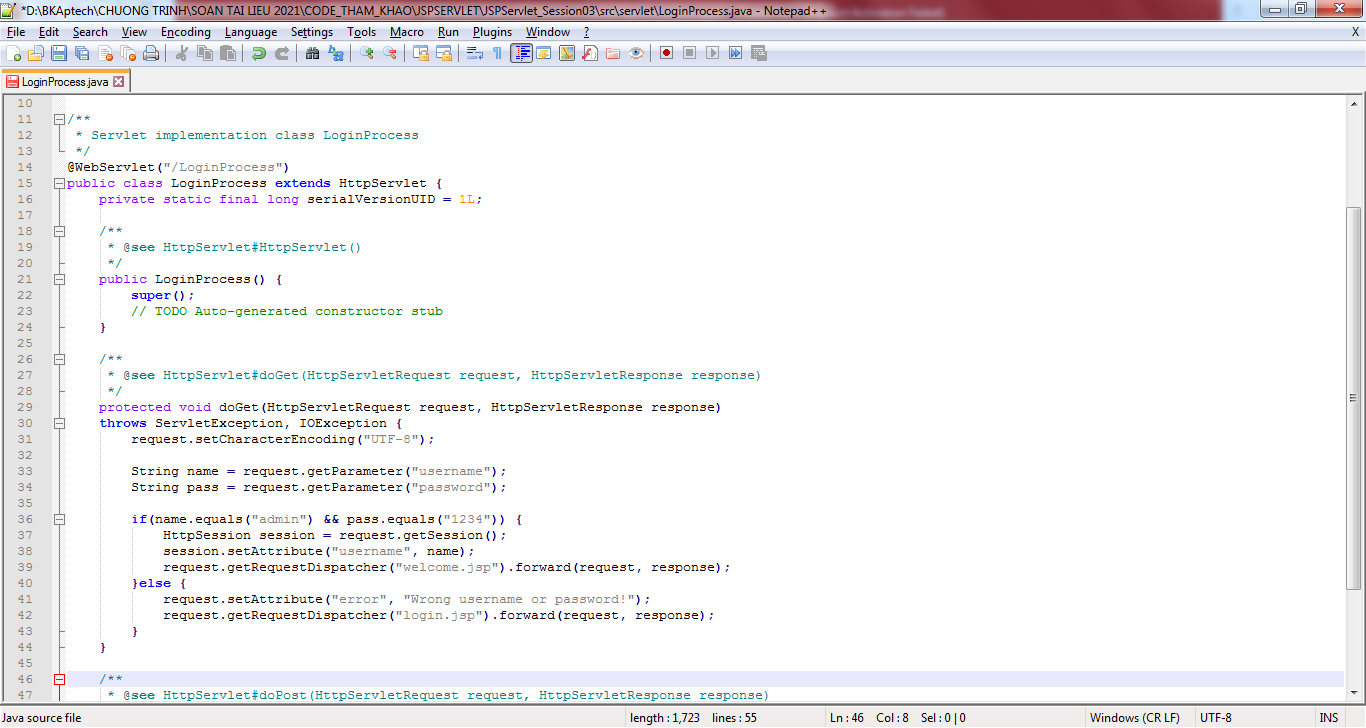 *D:\BKAptech\CHUONG TRINH\SOAN TAI LIEU 2021\CODE_THAM_KHAO\JSPSERVLET\JSPServlet_Session03\src\servlet\LoginProcess.java - Notepad++
File Edit Search View Encoding Language Settings Tools Macro Run Plugins Window ? X
LoginProcess.java
10
11 /**
12 * Servlet implementation class LoginProcess
13 */
14 @WebServlet("/LoginProcess")
15 public class LoginProcess extends HttpServlet {
16 private static final long serialVersionUID = 1L;
17
18 /**
19 * @see HttpServlet#HttpServlet()
20 */
21 public LoginProcess() {
22 super();
23 // TODO Auto-generated constructor stub
24 }
25
26 /**
27 * @see HttpServlet#doGet(HttpServletRequest request, HttpServletResponse response)
28 */
29 protected void doGet(HttpServletRequest request, HttpServletResponse response)
30 throws ServletException, IOException {
31 request.setCharacterEncoding("UTF-8");
32
33 String name = request.getParameter("username");
34 String pass = request.getParameter("password");
35
36 if(name.equals("admin") && pass.equals("1234")) {
37 HttpSession session = request.getSession();
38 session.setAttribute("username", name);
39 request.getRequestDispatcher("welcome.jsp").forward(request, response);
40 }else {
41 request.setAttribute("error", "Wrong username or password!");
42 request.getRequestDispatcher("login.jsp").forward(request, response);
43 }
44 }
45
46 /**
47 * @see HttpServlet#doPost(HttpServletRequest request, HttpServletResponse response)
Java source file length : 1,723 lines : 55 Ln : 46 Col : 8 Sel : 0 | 0 Windows (CR LF) UTF-8 INS